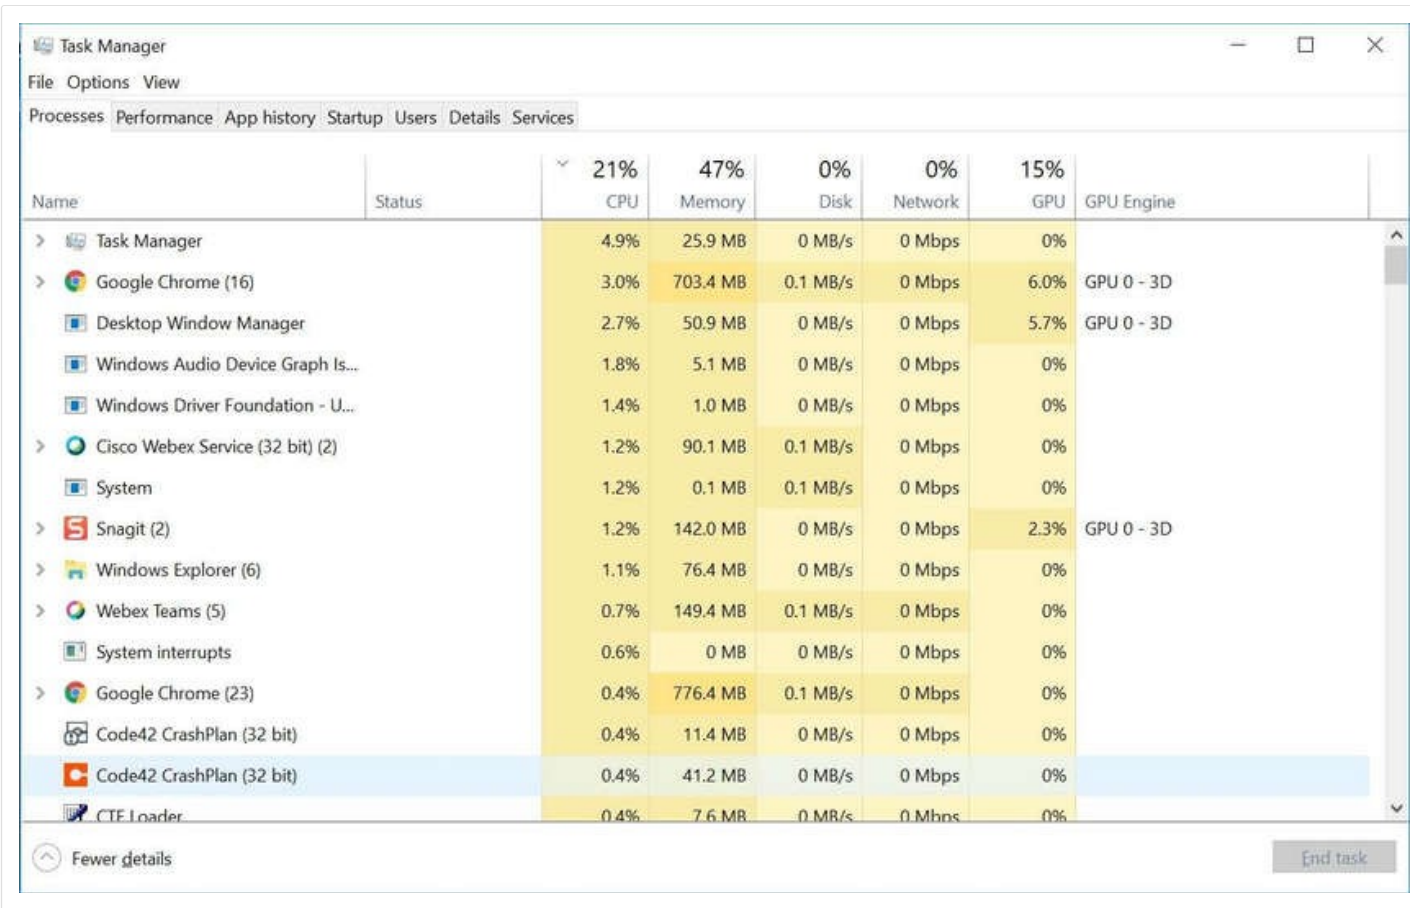 Task Manager
File Options View
Processes Performance App history Startup Users Details Services
21% 47% 0% 0% 15%
Name Status CPU Memory Disk Network GPU GPU Engine
Task Manager 4.9% 25.9 MB 0 MB/s 0 Mbps 0%
Google Chrome (16) 3.0% 703.4 MB 0.1 MB/s 0 Mbps 6.0% GPU 0 - 3D
Desktop Window Manager 2.7% 50.9 MB 0 MB/s 0 Mbps 5.7% GPU 0 - 3D
Windows Audio Device Graph Is... 1.8% 5.1 MB 0 MB/s 0 Mbps 0%
Windows Driver Foundation - U... 1.4% 1.0 MB 0 MB/s 0 Mbps 0%
Cisco Webex Service (32 bit) (2) 1.2% 90.1 MB 0.1 MB/s 0 Mbps 0%
System 1.2% 0.1 MB 0.1 MB/s 0 Mbps 0%
Snagit (2) 1.2% 142.0 MB 0 MB/s 0 Mbps 2.3% GPU 0 - 3D
Windows Explorer (6) 1.1% 76.4 MB 0 MB/s 0 Mbps 0%
Webex Teams (5) 0.7% 149.4 MB 0.1 MB/s 0 Mbps 0%
System interrupts 0.6% 0 MB 0 MB/s 0 Mbps 0%
Google Chrome (23) 0.4% 776.4 MB 0.1 MB/s 0 Mbps 0%
Code42 CrashPlan (32 bit) 0.4% 11.4 MB 0 MB/s 0 Mbps 0%
Code42 CrashPlan (32 bit) 0.4% 41.2 MB 0 MB/s 0 Mbps 0%
CTF Loader 0.4% 7.6 MB 0 MB/s 0 Mbps 0%
Fewer details End task